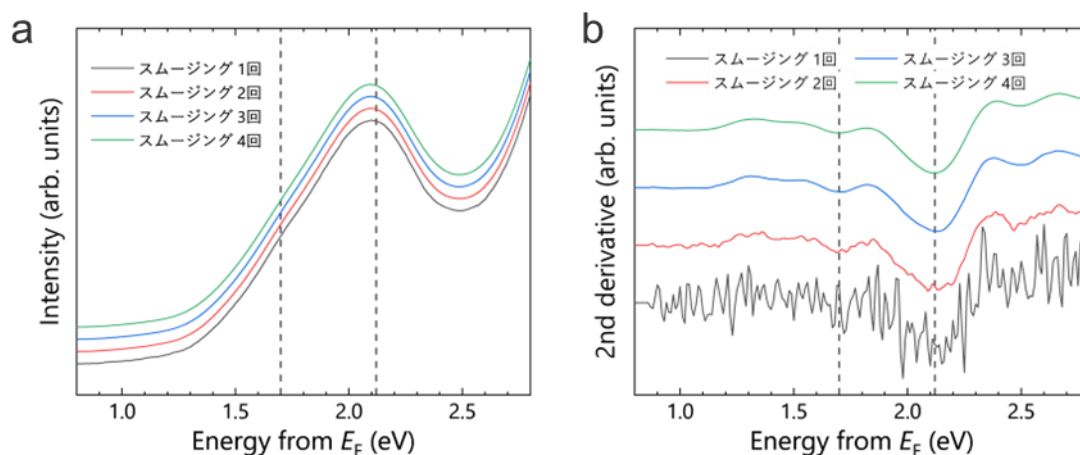 a
スムージング 1回
スムージング 2回
スムージング 3回
スムージング 4回
Intensity (arb. units)
1.0 1.5 2.0 2.5
Energy from EF (eV)
b
スムージング 1回 スムージング 3回
スムージング 2回 スムージング 4回
2nd derivative (arb. units)
1.0 1.5 2.0 2.5
Energy from EF (eV)